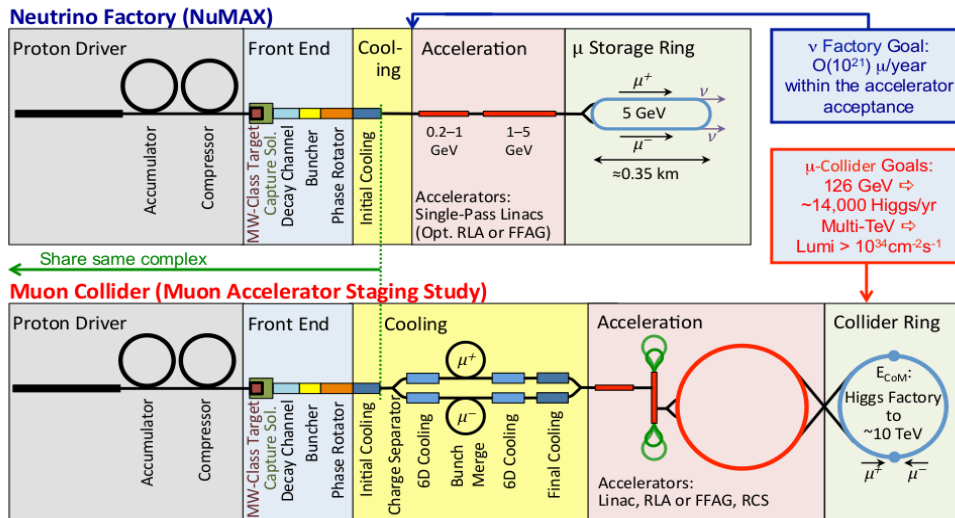 Neutrino Factory (NuMAX)
Proton Driver
Front End
Cool-
ing
Acceleration
μ Storage Ring
Accumulator
Compressor
MW-Class Target
Capture Sol.
Decay Channel
Buncher
Phase Rotator
Initial Cooling
0.2–1
GeV
1–5
GeV
Accelerators:
Single-Pass Linacs
(Opt. RLA or FFAG)
μ⁺
5 GeV
μ⁻
ν
ν
≈0.35 km
ν Factory Goal:
O(10²¹) μ/year
within the accelerator
acceptance
μ-Collider Goals:
126 GeV ⇨
~14,000 Higgs/yr
Multi-TeV ⇨
Lumi > 10³⁴cm⁻²s⁻¹
Share same complex
Muon Collider (Muon Accelerator Staging Study)
Proton Driver
Front End
Cooling
Acceleration
Collider Ring
Accumulator
Compressor
MW-Class Target
Capture Sol.
Decay Channel
Buncher
Phase Rotator
Initial Cooling
Charge Separator
μ⁺
μ⁻
6D Cooling
Bunch
Merge
6D Cooling
Final Cooling
Accelerators:
Linac, RLA or FFAG, RCS
E_CoM:
Higgs Factory
to
~10 TeV
μ⁺
μ⁻